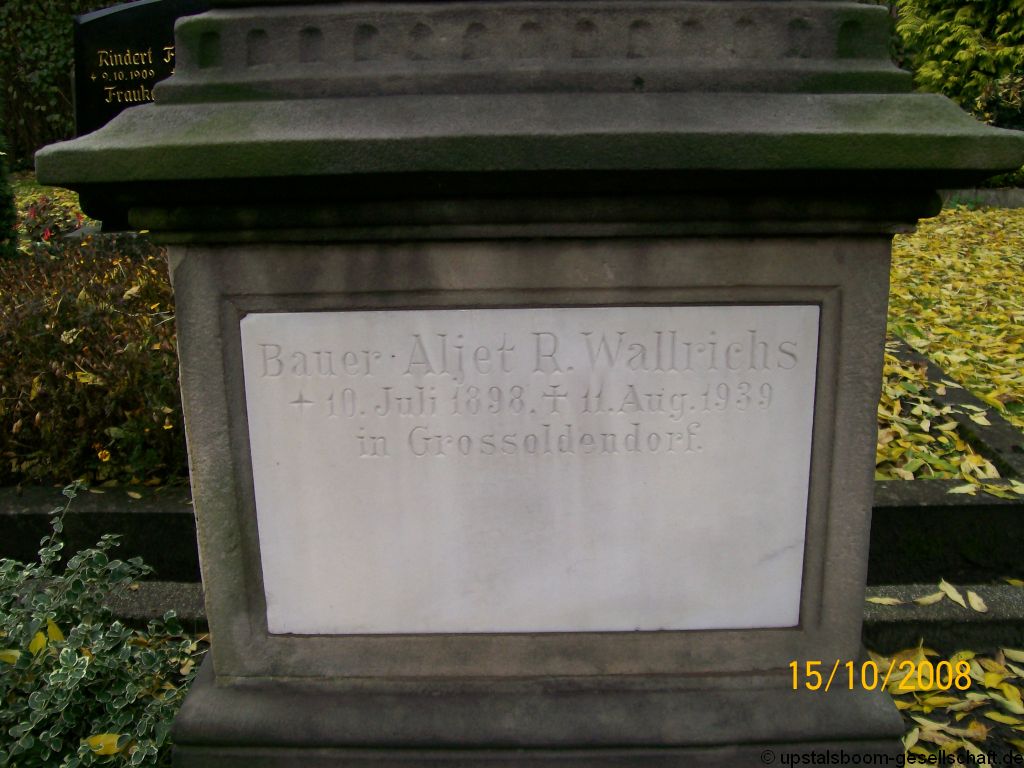 Rindert
* 9.10.1909
Frauke
Bauer Aljet R. Wallrichs
* 10. Juli 1898. † 11. Aug. 1939
in Grossoldendorf.
15/10/2008
© upstalsboom-gesellschaft.de